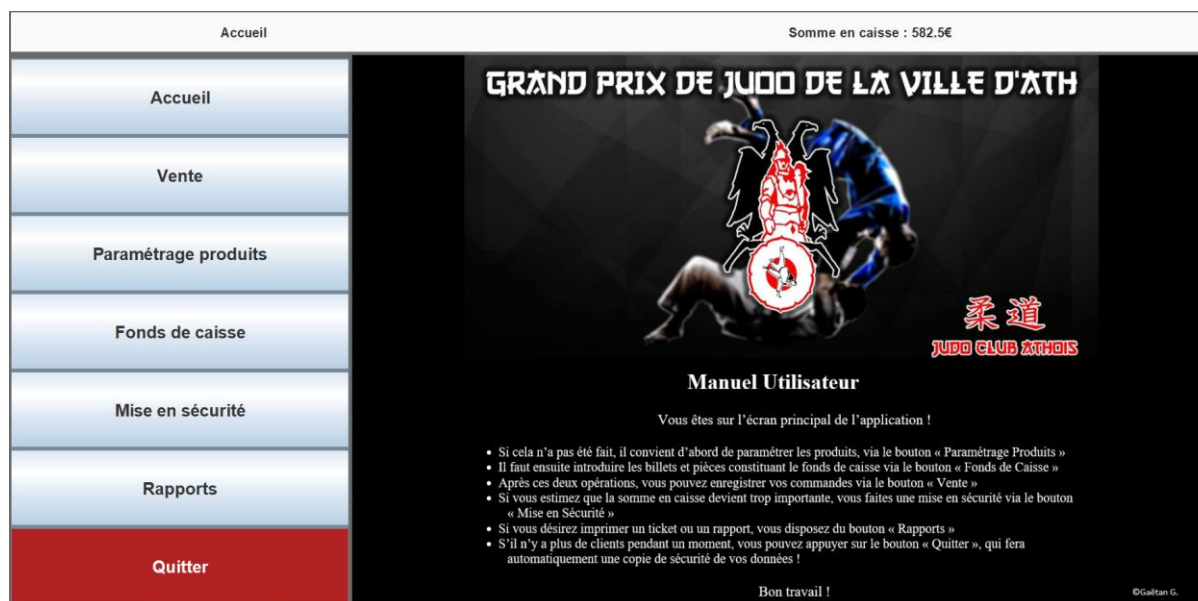 Accueil
Somme en caisse : 582.5€
Accueil
Vente
Paramétrage produits
Fonds de caisse
Mise en sécurité
Rapports
Quitter
GRAND PRIX DE JUDO DE LA VILLE D'ATH
柔道
JUDO CLUB ATHOIS
Manuel Utilisateur
Vous êtes sur l'écran principal de l'application !
• Si cela n'a pas été fait, il convient d'abord de paramétrer les produits, via le bouton « Paramétrage Produits »
• Il faut ensuite introduire les billets et pièces constituant le fonds de caisse via le bouton « Fonds de Caisse »
• Après ces deux opérations, vous pouvez enregistrer vos commandes via le bouton « Vente »
• Si vous estimez que la somme en caisse devient trop importante, vous faites une mise en sécurité via le bouton
« Mise en Sécurité »
• Si vous désirez imprimer un ticket ou un rapport, vous disposez du bouton « Rapports »
• S'il n'y a plus de clients pendant un moment, vous pouvez appuyer sur le bouton « Quitter », qui fera
automatiquement une copie de sécurité de vos données !
Bon travail !
©Gaëtan G.